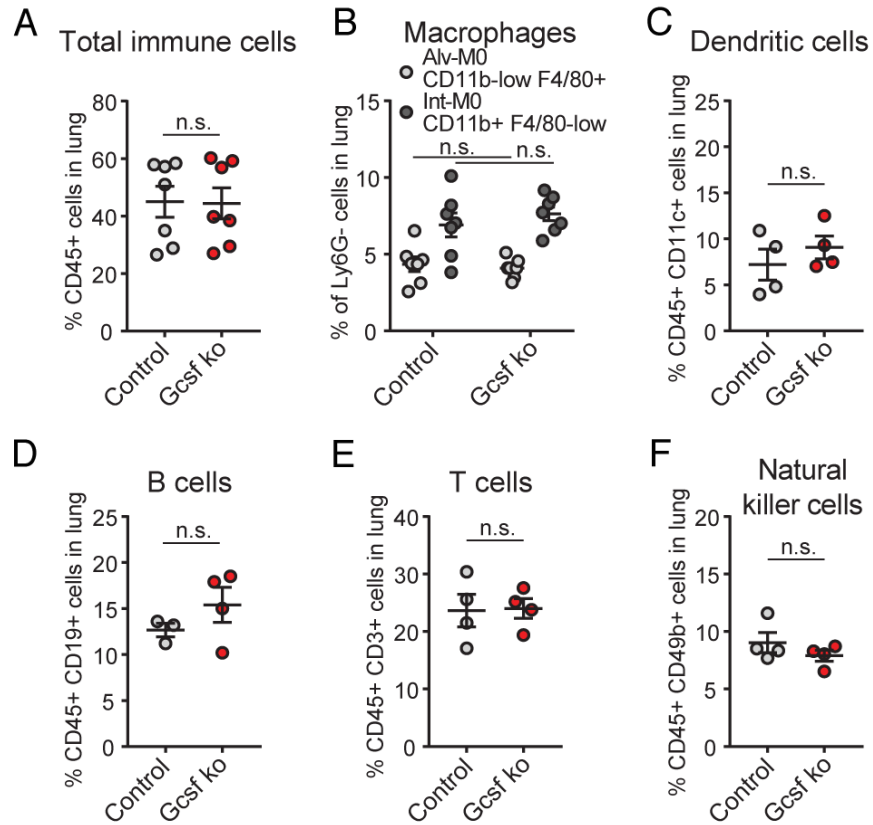 A
Total immune cells
% CD45+ cells in lung
80
60
40
20
0
n.s.
Control
Gcsf ko
B
Macrophages
Alv-M0
CD11b-low F4/80+
Int-M0
CD11b+ F4/80-low
% of Ly6G- cells in lung
15
10
5
0
n.s.
n.s.
Control
Gcsf ko
C
Dendritic cells
% CD45+ CD11c+ cells in lung
25
20
15
10
5
0
n.s.
Control
Gcsf ko
D
B cells
% CD45+ CD19+ cells in lung
25
20
15
10
5
0
n.s.
Control
Gcsf ko
E
T cells
% CD45+ CD3+ cells in lung
40
30
20
10
0
n.s.
Control
Gcsf ko
F
Natural
killer cells
% CD45+ CD49b+ cells in lung
20
15
10
5
0
n.s.
Control
Gcsf ko